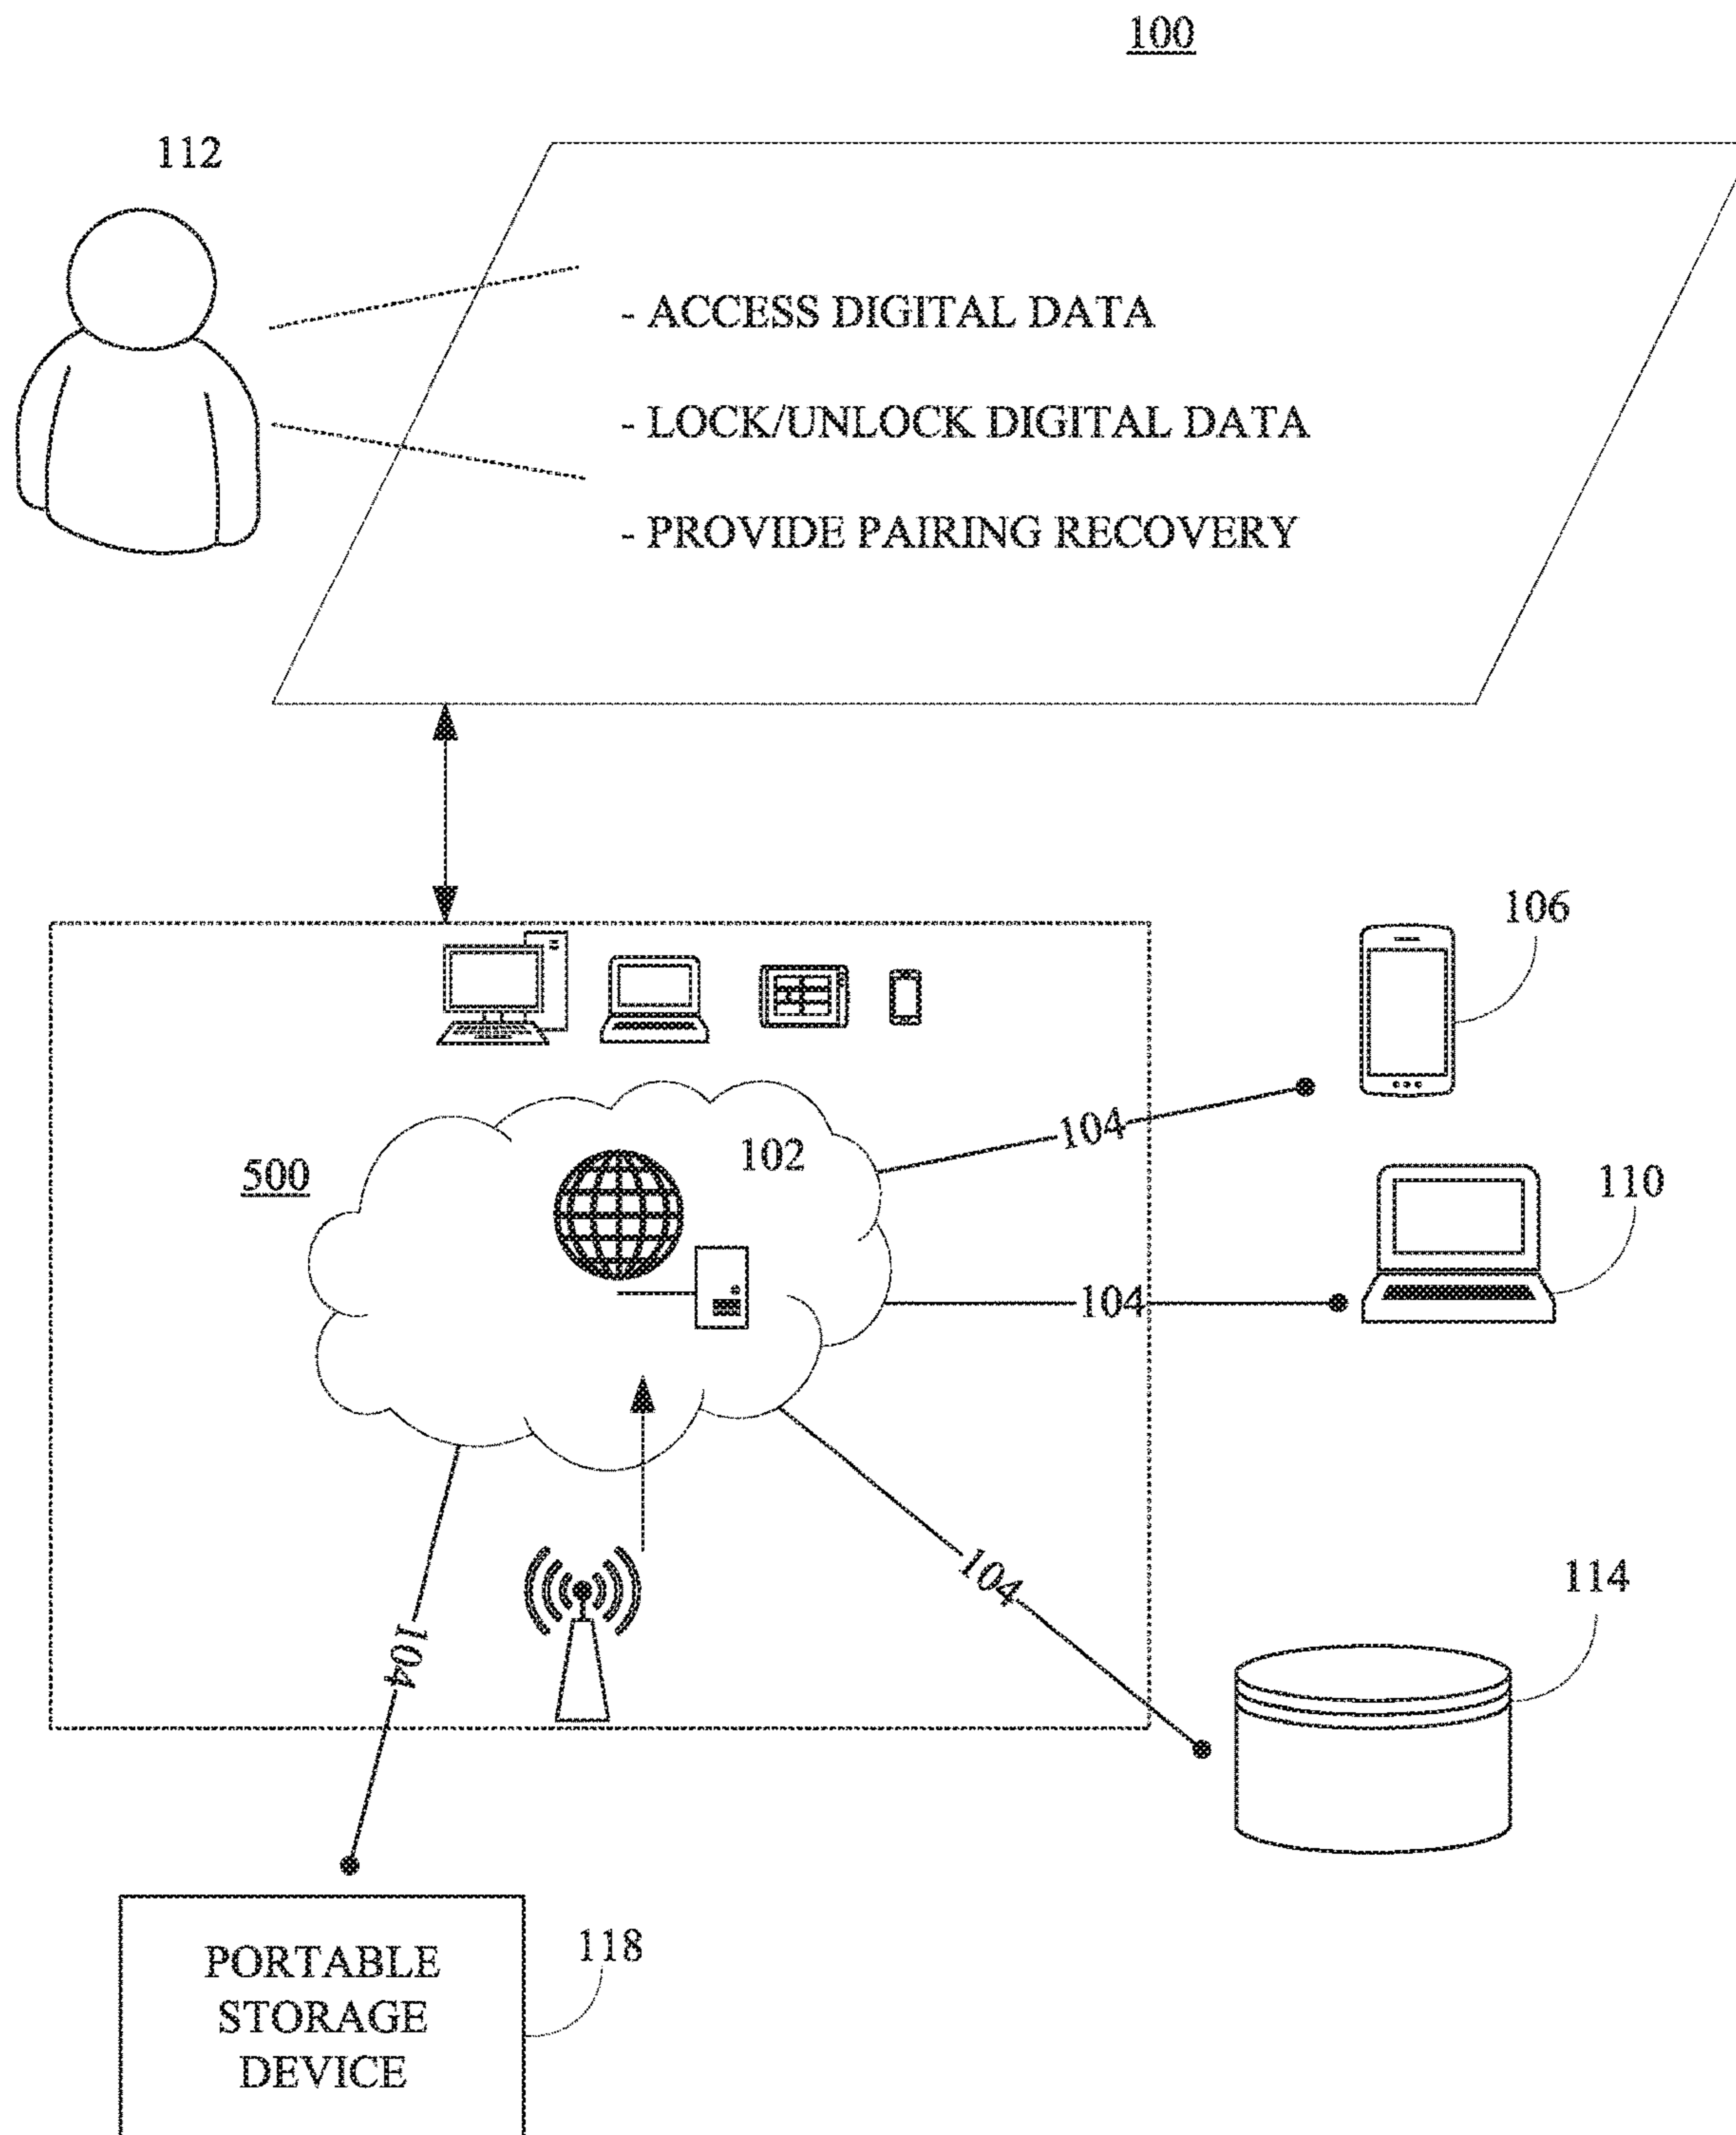 100
112
- ACCESS DIGITAL DATA
- LOCK/UNLOCK DIGITAL DATA
- PROVIDE PAIRING RECOVERY
106
104
102
500
110
104
104
114
104
118
PORTABLE
STORAGE
DEVICE